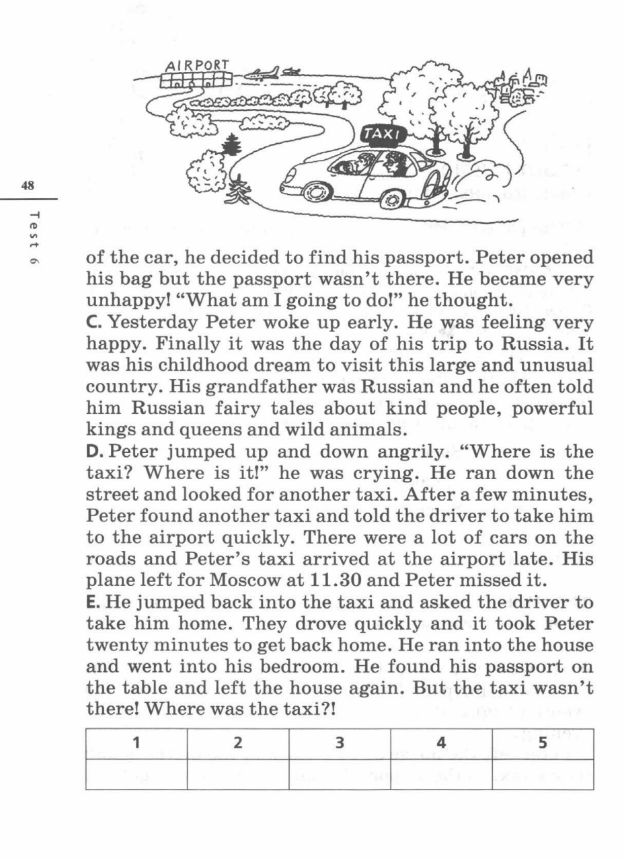 AIRPORT
TAXI
48
Test 6
of the car, he decided to find his passport. Peter opened
his bag but the passport wasn't there. He became very
unhappy! “What am I going to do!” he thought.
C. Yesterday Peter woke up early. He was feeling very
happy. Finally it was the day of his trip to Russia. It
was his childhood dream to visit this large and unusual
country. His grandfather was Russian and he often told
him Russian fairy tales about kind people, powerful
kings and queens and wild animals.
D. Peter jumped up and down angrily. “Where is the
taxi? Where is it!” he was crying. He ran down the
street and looked for another taxi. After a few minutes,
Peter found another taxi and told the driver to take him
to the airport quickly. There were a lot of cars on the
roads and Peter's taxi arrived at the airport late. His
plane left for Moscow at 11.30 and Peter missed it.
E. He jumped back into the taxi and asked the driver to
take him home. They drove quickly and it took Peter
twenty minutes to get back home. He ran into the house
and went into his bedroom. He found his passport on
the table and left the house again. But the taxi wasn't
there! Where was the taxi?!
1 2 3 4 5